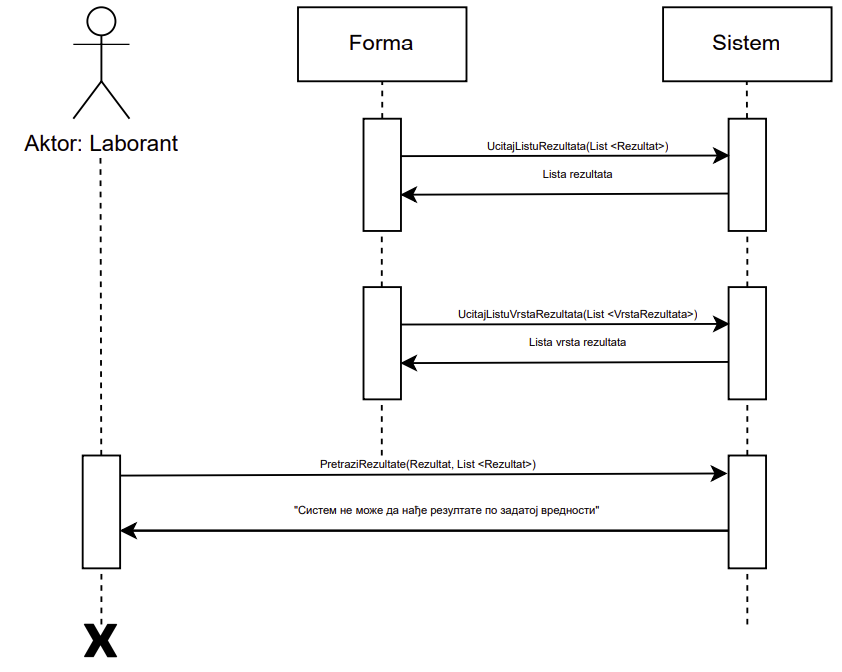 Forma
Sistem
Aktor: Laborant
UcitajListuRezultata(List <Rezultat>)
Lista rezultata
UcitajListuVrstaRezultata(List <VrstaRezultata>)
Lista vrsta rezultata
PretraziRezultate(Rezultat, List <Rezultat>)
"Систем не може да нађе резултате по задатој вредности"
X